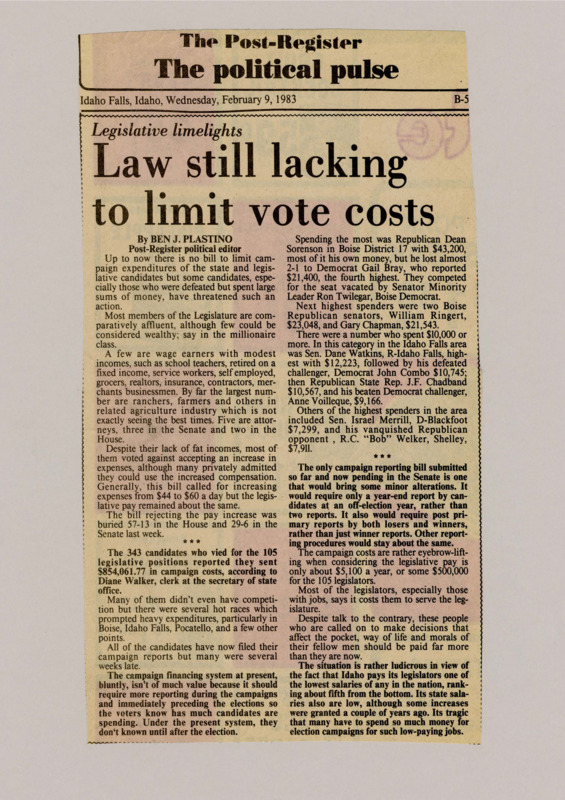 The Post-Register
The political pulse
Idaho Falls, Idaho, Wednesday, February 9, 1983 B-5
Legislative limelights
Law still lacking
to limit vote costs
By BEN J. PLASTINO
Post-Register political editor
Up to now there is no bill to limit cam-
paign expenditures of the state and legis-
lative candidates but some candidates, espe-
cially those who were defeated but spent large
sums of money, have threatened such an
action.
Most members of the Legislature are com-
paratively affluent, although few could be
considered wealthy; say in the millionaire
class.
A few are wage earners with modest
incomes, such as school teachers, retired on a
fixed income, service workers, self employed,
grocers, realtors, insurance, contractors, mer-
chants businessmen. By far the largest num-
ber are ranchers, farmers and others in
related agriculture industry which is not
exactly seeing the best times. Five are attor-
neys, three in the Senate and two in the
House.
Despite their lack of fat incomes, most of
them voted against accepting an increase in
expenses, although many privately admitted
they could use the increased compensation.
Generally, this bill called for increasing
expenses from $44 to $60 a day but the legis-
lative pay remained about the same.
The bill rejecting the pay increase was
buried 57-13 in the House and 29-6 in the
Senate last week.
* * *
The 343 candidates who vied for the 105
legislative positions reported they sent
$854,061.77 in campaign costs, according to
Diane Walker, clerk at the secretary of state
office.
Many of them didn't even have competi-
tion but there were several hot races which
prompted heavy expenditures, particularly in
Boise, Idaho Falls, Pocatello, and a few other
points.
All of the candidates have now filed their
campaign reports but many were several
weeks late.
The campaign financing system at present,
bluntly, isn't of much value because it should
require more reporting during the campaigns
and immediately preceding the elections so
the voters know has much candidates are
spending. Under the present system, they
don't known until after the election.
Spending the most was Republican Dean
Sorenson in Boise District 17 with $43,200,
most of it his own money, but he lost almost
2-1 to Democrat Gail Bray, who reported
$21,400, the fourth highest. They competed
for the seat vacated by Senator Minority
Leader Ron Twilegar, Boise Democrat.
Next highest spenders were two Boise
Republican senators, William Ringert,
$23,048, and Gary Chapman, $21,543.
There were a number who spent $10,000 or
more. In this category in the Idaho Falls area
was Sen. Dane Watkins, R-Idaho Falls, high-
est with $12,223, followed by his defeated
challenger, Democrat John Combo $10,745;
then Republican State Rep. J.F. Chadband
$10,567, and his beaten Democrat challenger,
Anne Voilleque, $9,166.
Others of the highest spenders in the area
included Sen. Israel Merrill, D-Blackfoot
$7,299, and his vanquished Republican
opponent , R.C. "Bob" Welker, Shelley,
$7,911.
* * *
The only campaign reporting bill submitted
so far and now pending in the Senate is one
that would bring some minor alterations. It
would require only a year-end report by can-
didates at an off-election year, rather than
two reports. It also would require post pri-
mary reports by both losers and winners,
rather than just winner reports. Other report-
ing procedures would stay about the same.
The campaign costs are rather eyebrow-lift-
ing when considering the legislative pay is
only about $5,100 a year, or some $500,000
for the 105 legislators.
Most of the legislators, especially those
with jobs, says it costs them to serve the leg-
islature.
Despite talk to the contrary, these people
who are called on to make decisions that
affect the pocket, way of life and morals of
their fellow men should be paid far more
than they are now.
The situation is rather ludicrous in view of
the fact that Idaho pays its legislators one of
the lowest salaries of any in the nation, rank-
ing about fifth from the bottom. Its state sala-
ries also are low, although some increases
were granted a couple of years ago. Its tragic
that many have to spend so much money for
election campaigns for such low-paying jobs.